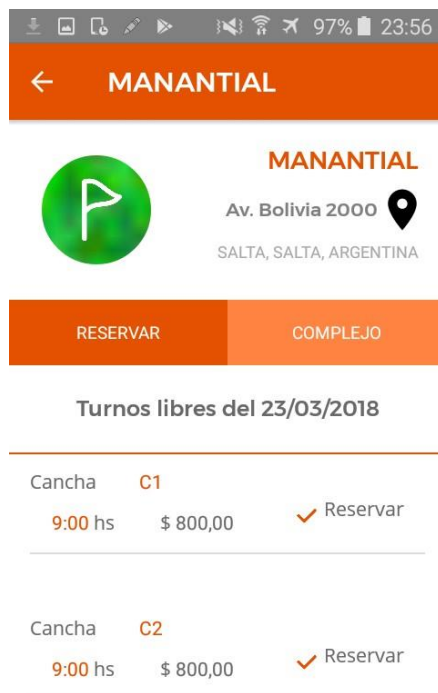 97% 23:56
MANANTIAL
MANANTIAL
Av. Bolivia 2000
SALTA, SALTA, ARGENTINA
RESERVAR COMPLEJO
Turnos libres del 23/03/2018
Cancha C1
9:00 hs $ 800,00 Reservar
Cancha C2
9:00 hs $ 800,00 Reservar